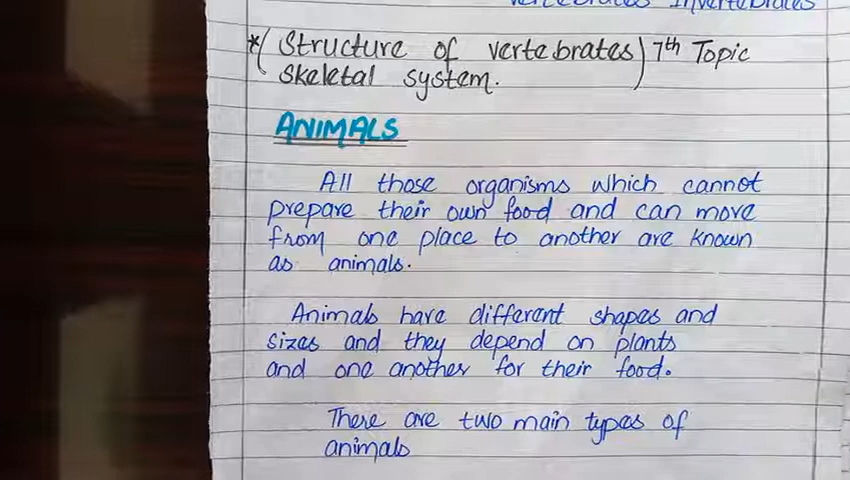 Vertebrates Invertebrates
*( Structure of vertebrates) 7th Topic
Skeletal system.
ANIMALS
All those organisms which cannot
prepare their own food and can move
from one place to another are known
as animals.
Animals have different shapes and
sizes and they depend on plants
and one another for their food.
There are two main types of
animals